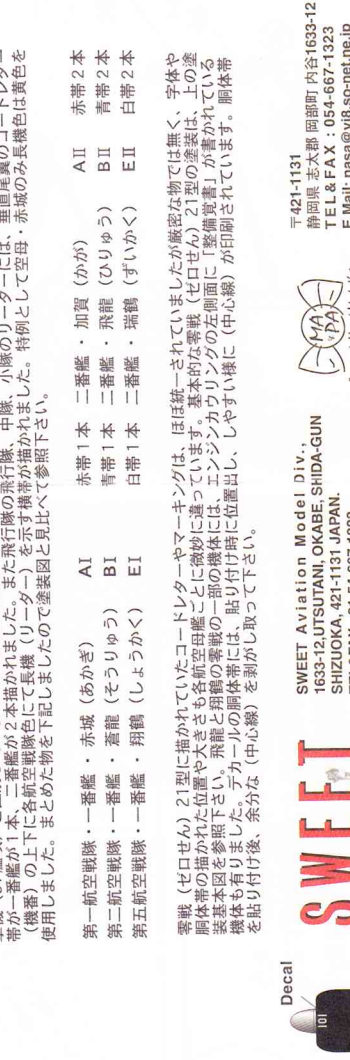 帯が一番艦が1本、二番艦が2本描かれました。また飛行隊の飛行隊、中隊、小隊のリーダーには、垂直尾翼のコードレター
（機番）の上下に各航空戦隊色にて長機（リーダー）を示す横帯が描かれました。特例として空母・赤城のみ長機色は黄色を
使用しました。まとめた物を下記しましたので塗装図と見比べて参照下さい。
第一航空戦隊・一番艦・赤城（あかぎ） AⅠ 赤帯1本 二番艦・加賀（かが） AⅡ 赤帯2本
第二航空戦隊・一番艦・蒼龍（そうりゅう） BⅠ 青帯1本 二番艦・飛龍（ひりゅう） BⅡ 青帯2本
第五航空戦隊・一番艦・翔鶴（しょうかく） EⅠ 白帯1本 二番艦・瑞鶴（ずいかく） EⅡ 白帯2本
零戦（ゼロせん）21型に描かれていたコードレターやマーキングは、ほぼ統一されていましたが厳密な物では無く、字体や
胴体帯の描かれた位置や大きさも各航空母艦ごとに微妙に違っています。基本的な零戦（ゼロせん）21型の塗装は、上の塗
装基本図を参照下さい。飛龍と翔鶴の零戦の一部の機体には、エンジンカウリングの左側面に「整備覚書」が書かれている
機体も有りました。デカールの胴体帯には、貼り付け時に位置出し、しやすい様に（中心線）が印刷されています。胴体帯
を貼り付け後、余分な（中心線）を剥がし取って下さい。
Decal
101
SWEET
SWEET Aviation Model Div.,
1633-12,UTSUTANI, OKABE, SHIDA-GUN
SHIZUOKA, 421-1131 JAPAN.
MA
PA
〒421-1131
静岡県 志太郡 岡部町 内谷1633-12
TEL&FAX : 054-667-1323
E Mail: nasa@vi8.so-net.ne.jp